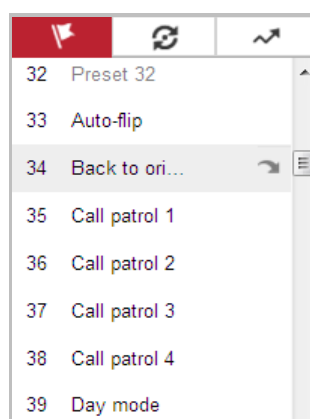 32 Preset 32
33 Auto-flip
34 Back to ori...
35 Call patrol 1
36 Call patrol 2
37 Call patrol 3
38 Call patrol 4
39 Day mode